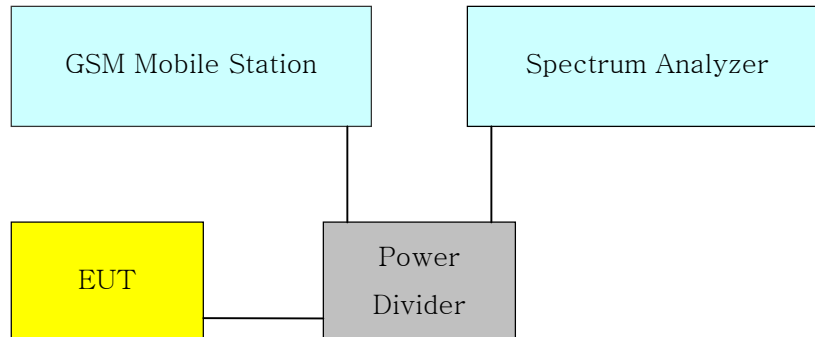 GSM Mobile Station
Spectrum Analyzer
EUT
Power
Divider